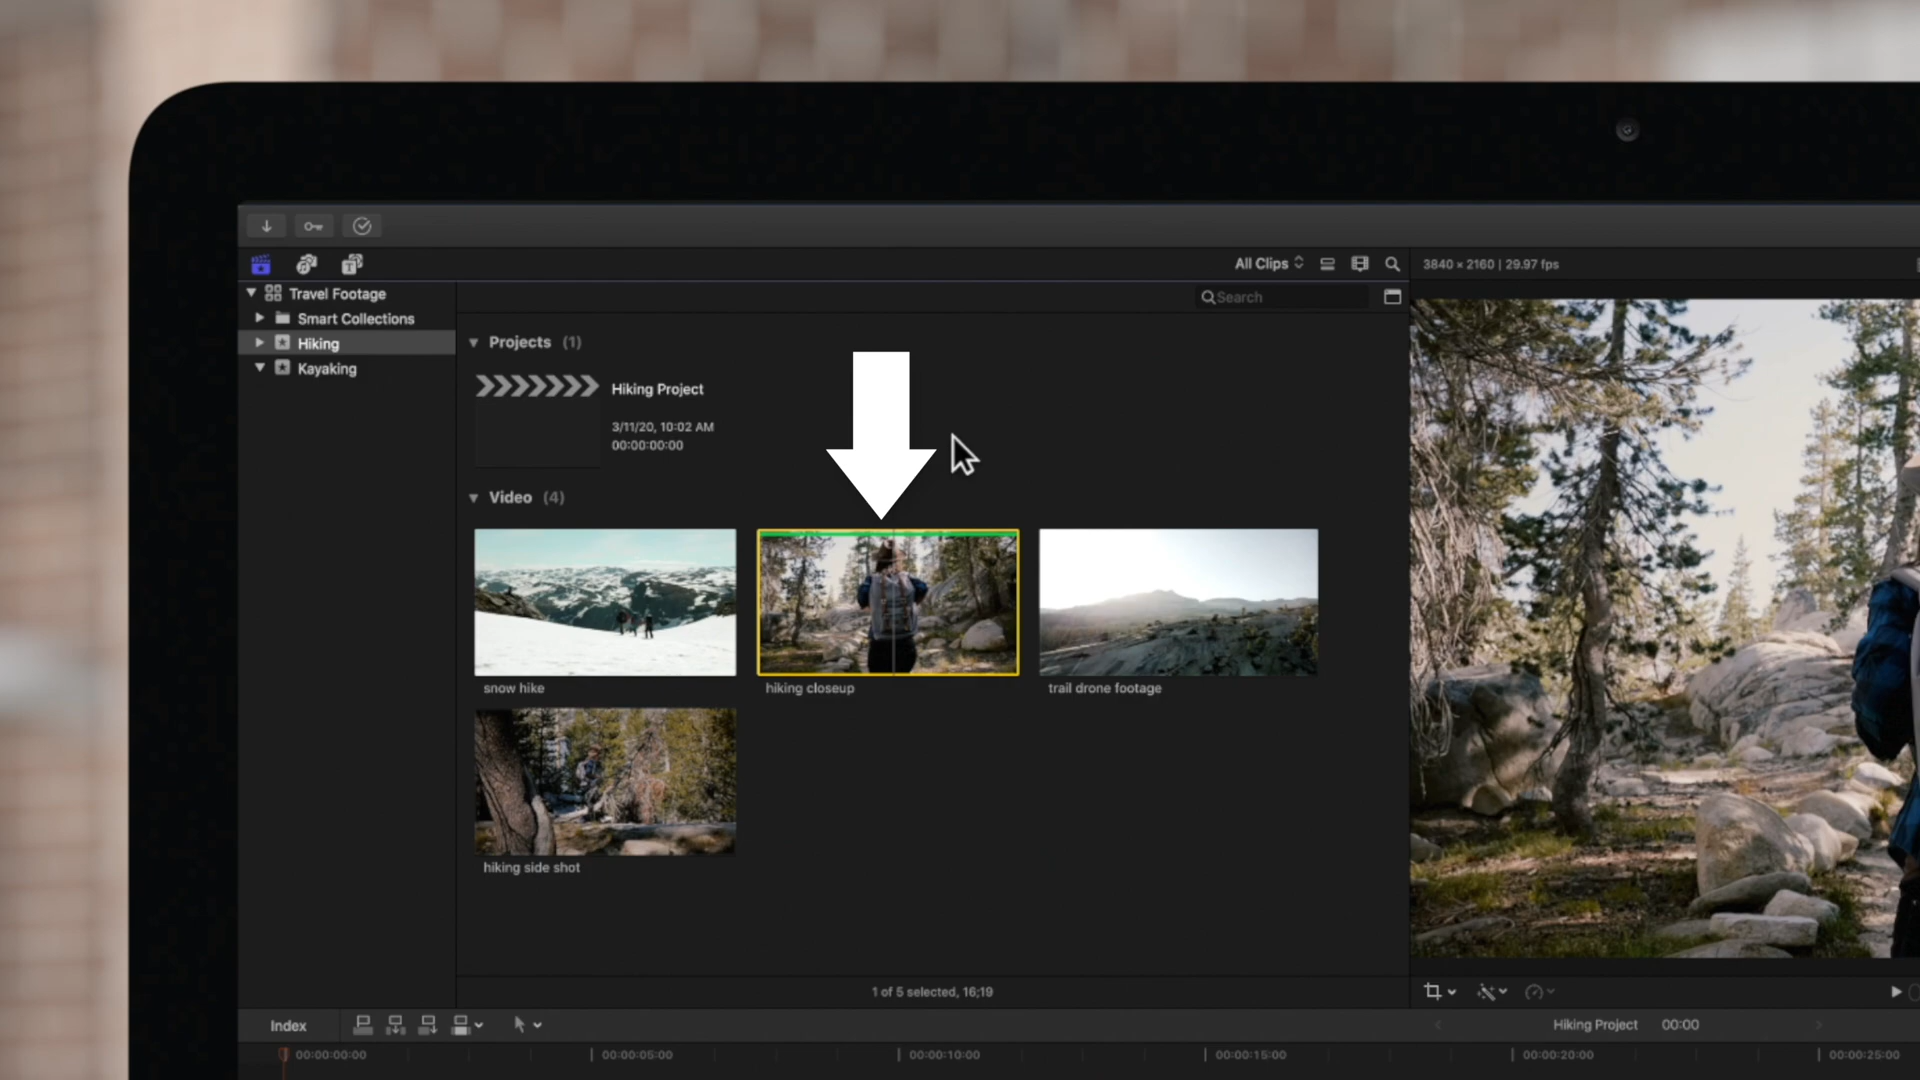 All Clips
3840 × 2160 | 29.97 fps
Travel Footage
Search
Smart Collections
Hiking
Kayaking
Projects (1)
Hiking Project
3/11/20, 10:02 AM
00:00:00:00
Video (4)
snow hike
hiking closeup
trail drone footage
hiking side shot
1 of 5 selected, 16;19
Index
Hiking Project 00:00
00:00:00:00
00:00:05:00
00:00:10:00
00:00:15:00
00:00:20:00
00:00:25:00